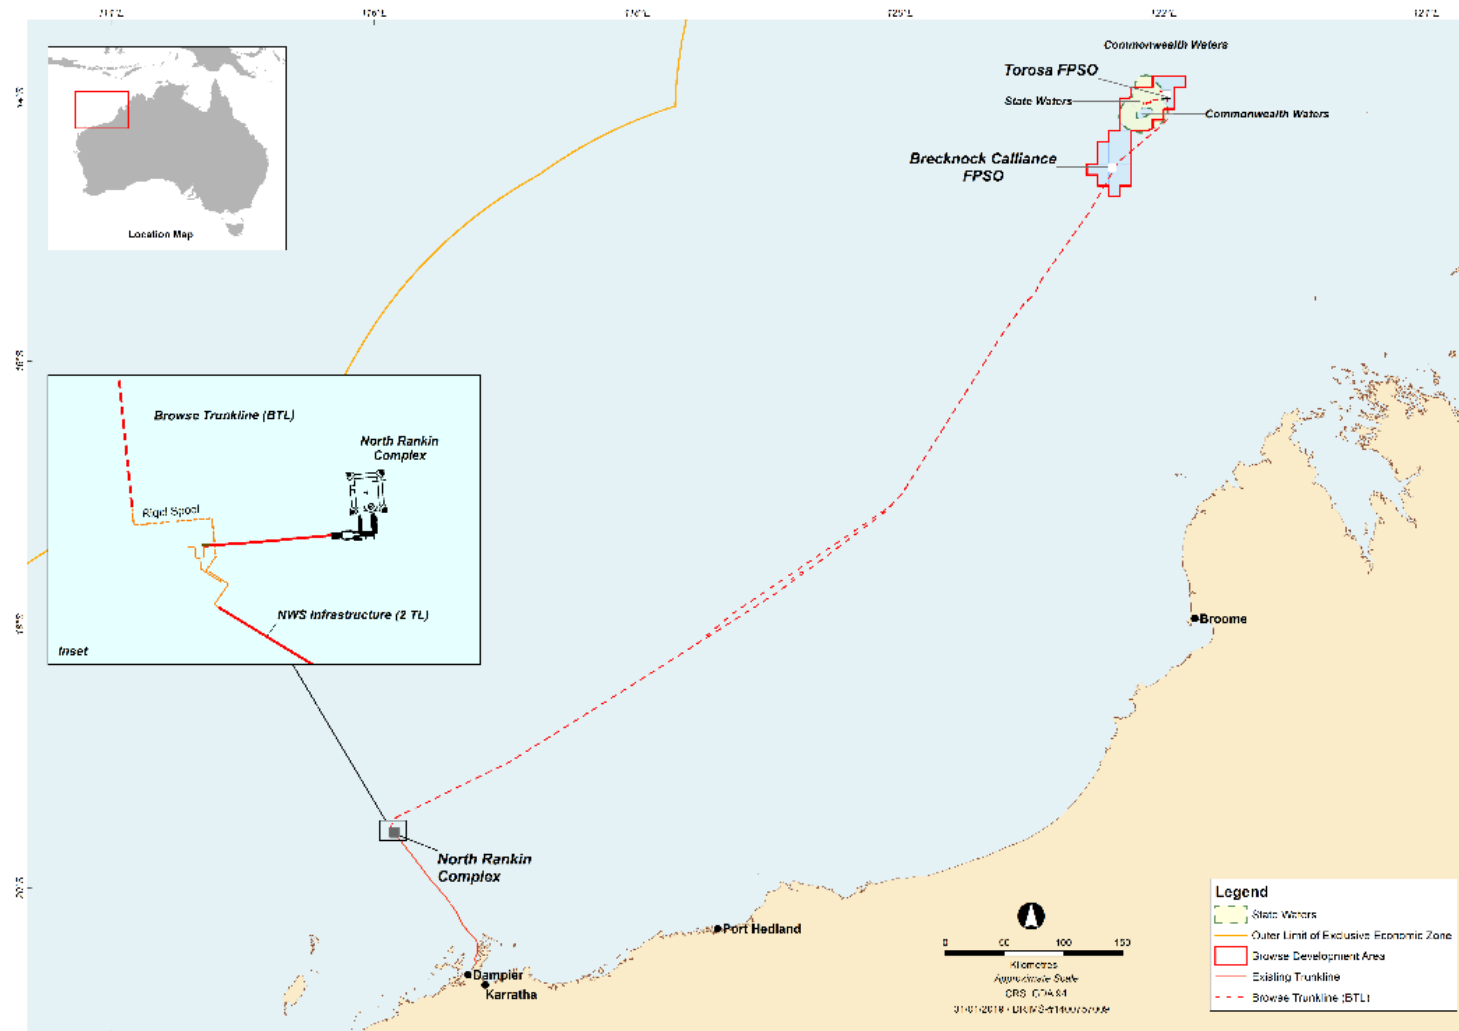 Commonwealth Waters
Torosa FPSO
State Waters
Commonwealth Waters
Brecknock Calliance
FPSO
Location Map
Browse Trunkline (BTL)
North Rankin
Complex
Rigid Spool
NWS Infrastructure (2 TL)
Inset
Broome
North Rankin
Complex
Port Hedland
Dampier
Karratha
0
100
150
Kilometres
Approximate Scale
Legend
State Waters
Outer Limit of Exclusive Economic Zone
Browse Development Area
Existing Trunkline
Browse Trunkline (BTL)